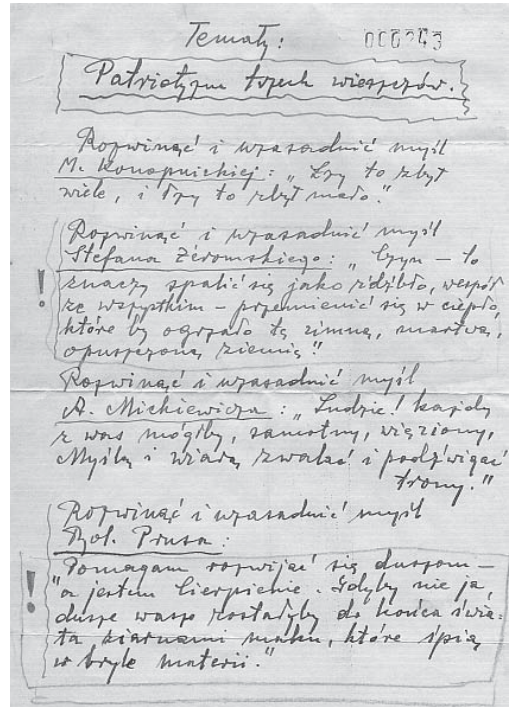 Tematy: 000243
Patriotyzm trzech wieszczów.
Rozwinąć i uzasadnić myśl
M. Konopnickiej: „Łzy to zbyt
wiele, i łzy to zbyt mało."
Rozwinąć i uzasadnić myśl
Stefana Żeromskiego: „Czyn – to
znaczy spalić się jako źdźbło, wespół
ze wszystkim – przemienić się w ciepło,
które by ogrzało tę zimną, martwą,
opuszczoną ziemię"!
Rozwinąć i uzasadnić myśl
A. Mickiewicza: „Ludzie! każdy
z was mógłby, samotny, więziony,
Myślą i wiarą zwalać i podźwigać
trony."
Rozwinąć i uzasadnić myśl
Bol. Prusa:
"Pomagam rozwijać się duszom –
a jestem Cierpienie. Gdyby nie ja,
dusze wasze zostałyby do końca świa-
ta ziarnami maku, które śpią
w bryle materii."